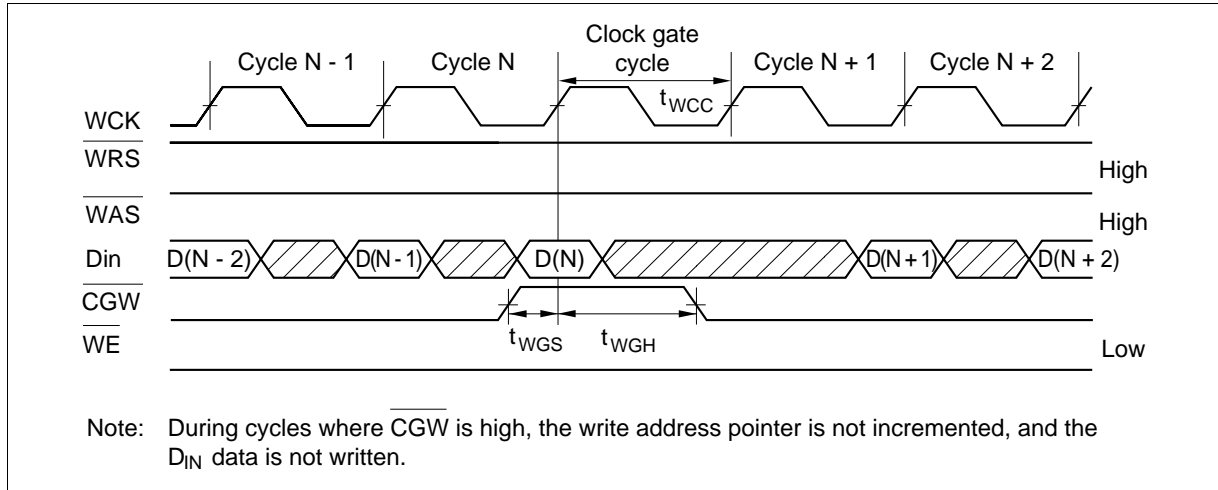 Clock gate
cycle
Cycle N - 1 Cycle N Cycle N + 1 Cycle N + 2
tWCC
WCK
WRS High
WAS High
Din D(N - 2) D(N - 1) D(N) D(N + 1) D(N + 2)
CGW
tWGS tWGH
WE Low
Note: During cycles where CGW is high, the write address pointer is not incremented, and the
DIN data is not written.